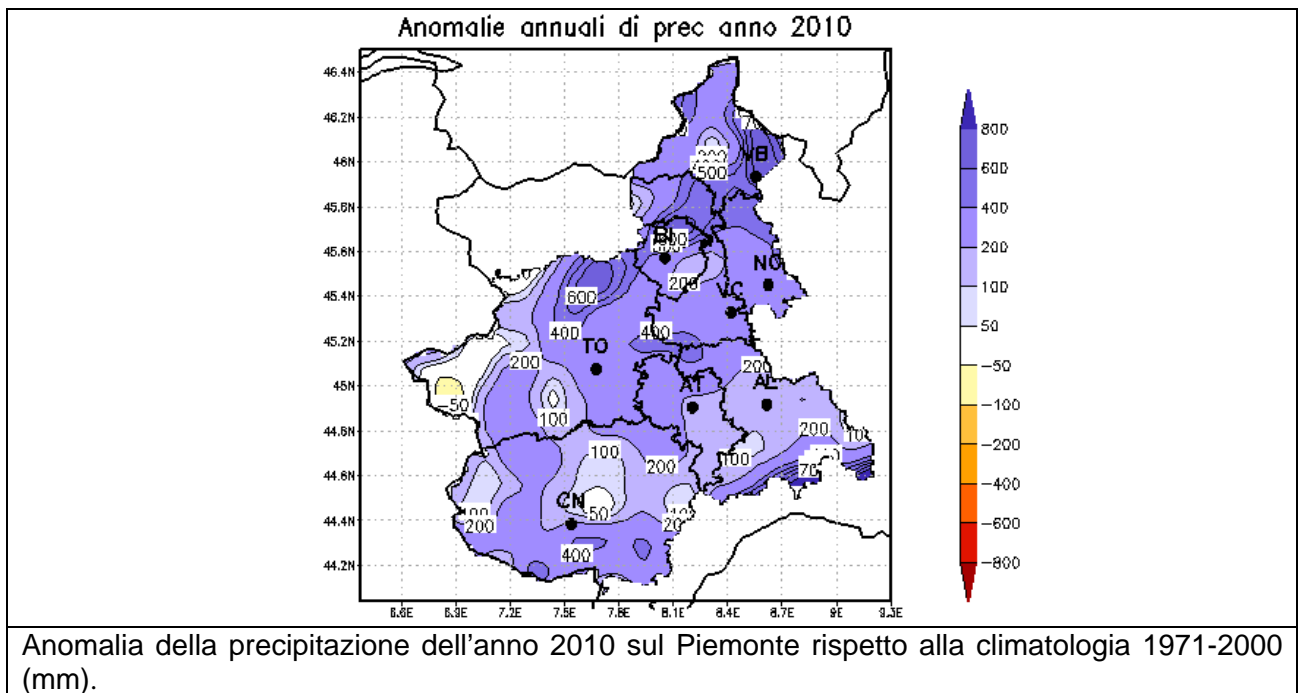 Anomalie annuali di prec anno 2010
46.4N
46.2N
46N
45.8N
45.6N
45.4N
45.2N
45N
44.8N
44.6N
44.4N
44.2N
6.6E 6.9E 7.2E 7.5E 7.8E 8.1E 8.4E 8.7E 9E 9.3E
VB
500
BI
NO
200
VC
600
400
400
TO
200
200
-50
100
AT
AL
200
100
100
200
100
CN
50
200
400
800
600
400
200
100
50
-50
-100
-200
-400
-600
-800
Anomalia della precipitazione dell'anno 2010 sul Piemonte rispetto alla climatologia 1971-2000
(mm).